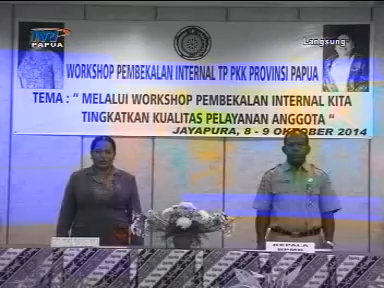 TVRI
PAPUA
Langsung
WORKSHOP PEMBEKALAN INTERNAL TP PKK PROVINSI PAPUA
TEMA : " MELALUI WORKSHOP PEMBEKALAN INTERNAL KITA
TINGKATKAN KUALITAS PELAYANAN ANGGOTA "
JAYAPURA, 8 - 9 OKTOBER 2014
KEPALA